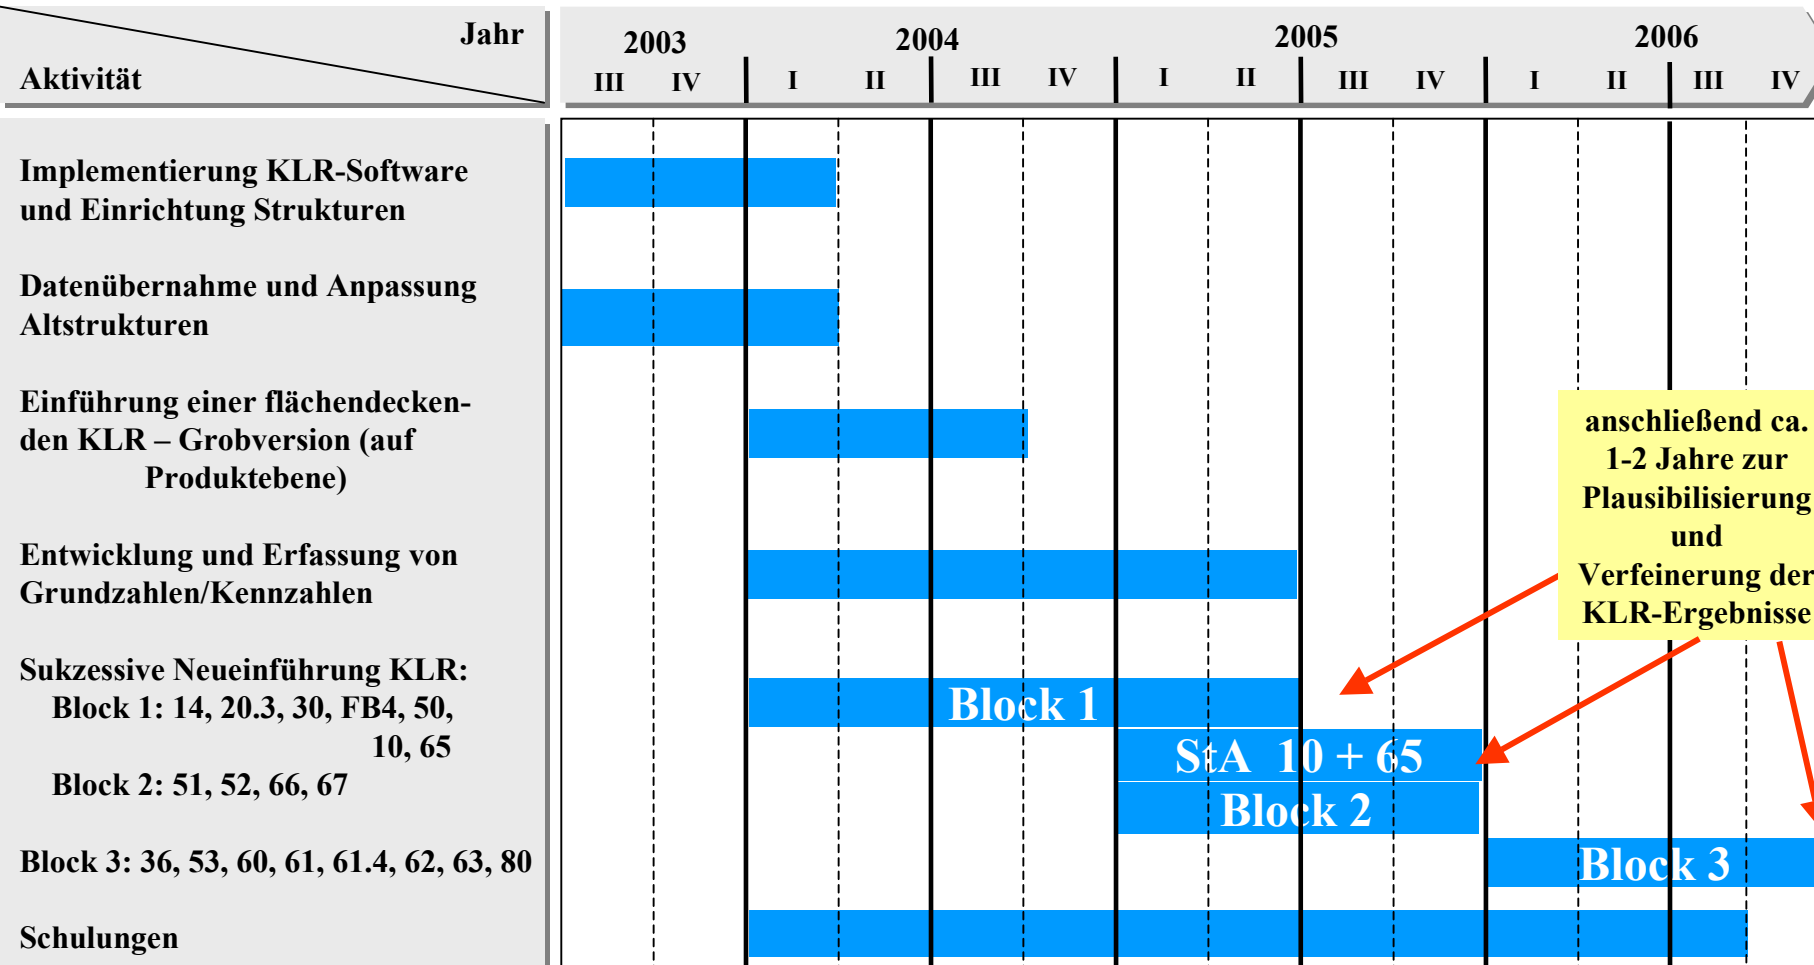 Jahr
Aktivität
2003 2004 2005 2006
III IV I II III IV I II III IV I II III IV
Implementierung KLR-Software
und Einrichtung Strukturen
Datenübernahme und Anpassung
Altstrukturen
Einführung einer flächendecken-
den KLR – Grobversion (auf
Produktebene)
Entwicklung und Erfassung von
Grundzahlen/Kennzahlen
Sukzessive Neueinführung KLR:
Block 1: 14, 20.3, 30, FB4, 50,
10, 65
Block 2: 51, 52, 66, 67
Block 3: 36, 53, 60, 61, 61.4, 62, 63, 80
Schulungen
anschließend ca.
1-2 Jahre zur
Plausibilisierung
und
Verfeinerung der
KLR-Ergebnisse
Block 1
StA 10 + 65
Block 2
Block 3